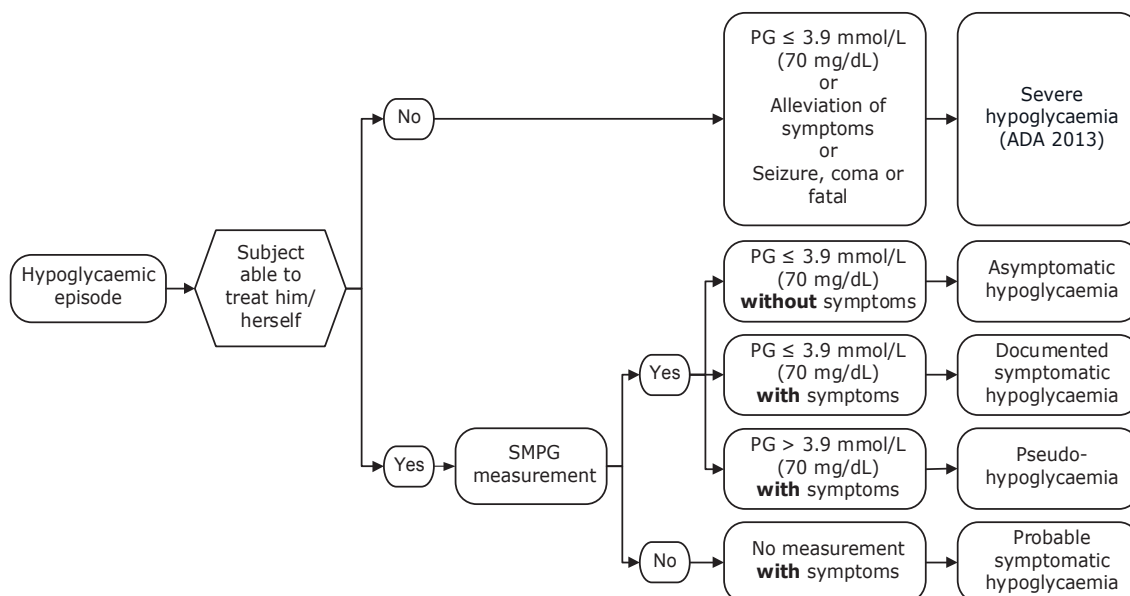 Hypoglycaemic
episode
Subject
able to
treat him/
herself
No
PG ≤ 3.9 mmol/L
(70 mg/dL)
or
Alleviation of
symptoms
or
Seizure, coma or
fatal
Severe
hypoglycaemia
(ADA 2013)
Yes
SMPG
measurement
Yes
PG ≤ 3.9 mmol/L
(70 mg/dL)
without symptoms
Asymptomatic
hypoglycaemia
PG ≤ 3.9 mmol/L
(70 mg/dL)
with symptoms
Documented
symptomatic
hypoglycaemia
PG > 3.9 mmol/L
(70 mg/dL)
with symptoms
Pseudo-
hypoglycaemia
No
No measurement
with symptoms
Probable
symptomatic
hypoglycaemia